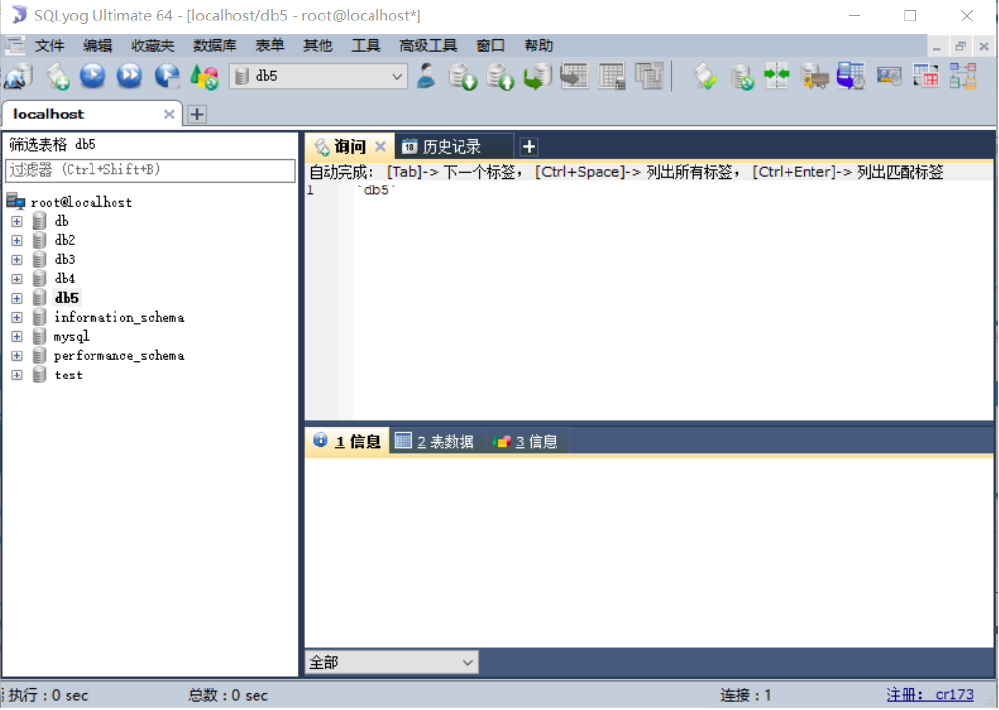 SQLyog Ultimate 64 - [localhost/db5 - root@localhost*]
文件 编辑 收藏夹 数据库 表单 其他 工具 高级工具 窗口 帮助
db5
localhost
筛选表格 db5
过滤器 (Ctrl+Shift+B)
root@localhost
db
db2
db3
db4
db5
information_schema
mysql
performance_schema
test
询问 18 历史记录
自动完成: [Tab]-> 下一个标签, [Ctrl+Space]-> 列出所有标签, [Ctrl+Enter]-> 列出匹配标签
1 `db5`
1 信息 2 表数据 3 信息
全部
执行 : 0 sec 总数 : 0 sec 连接 : 1 注册: cr173